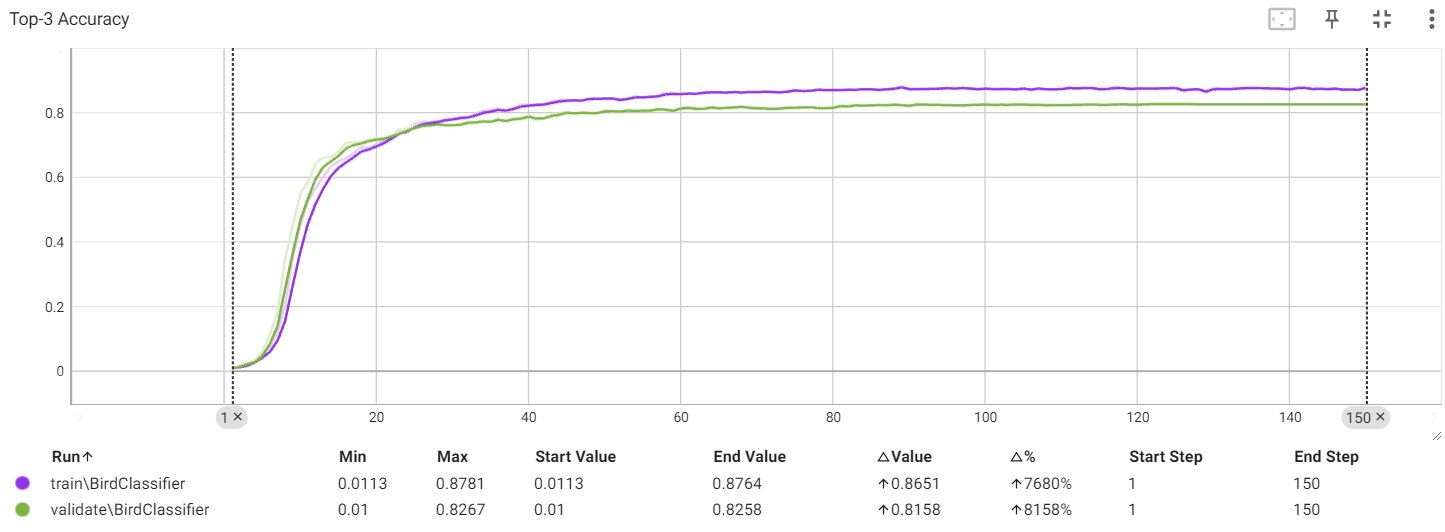 Top-3 Accuracy
0.8
0.6
0.4
0.2
0
1 × 20 40 60 80 100 120 140 150 ×
Run↑ Min Max Start Value End Value △Value △% Start Step End Step
train\BirdClassifier 0.0113 0.8781 0.0113 0.8764 ↑0.8651 ↑7680% 1 150
validate\BirdClassifier 0.01 0.8267 0.01 0.8258 ↑0.8158 ↑8158% 1 150